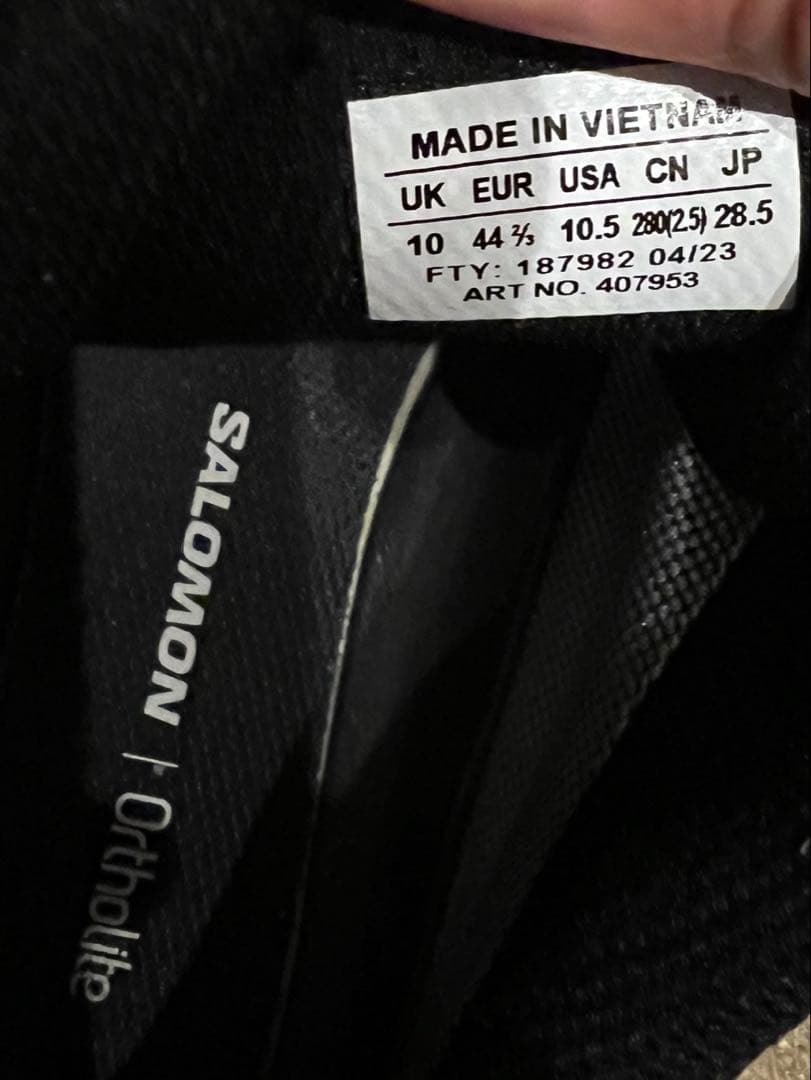 MADE IN VIETNAM
UK EUR USA CN JP
10 44 ⅔ 10.5 280(2.5) 28.5
FTY: 187982 04/23
ART NO. 407953
SALOMON | Ortholite